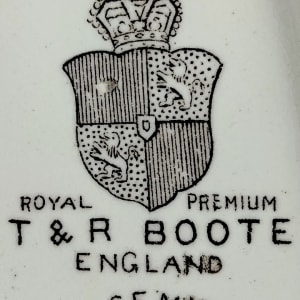 ROYAL PREMIUM
T & R BOOTE
ENGLAND